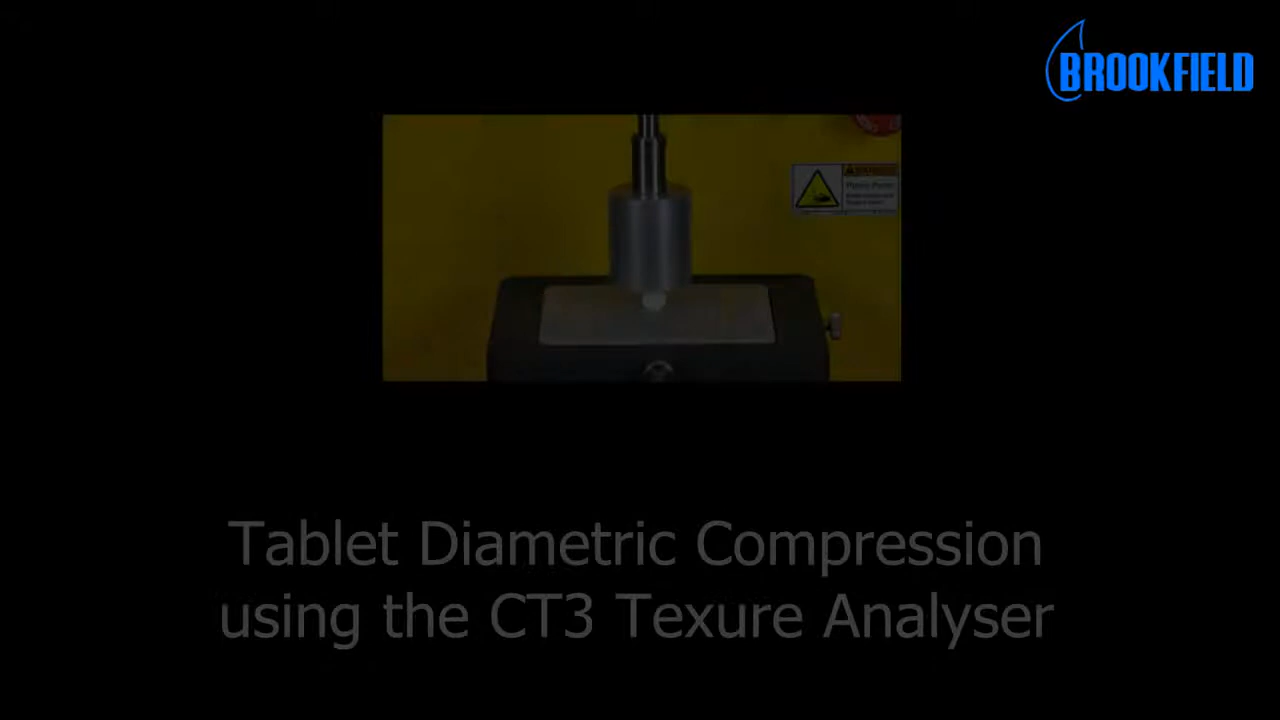 BROOKFIELD
Tablet Diametric Compression
using the CT3 Texure Analyser